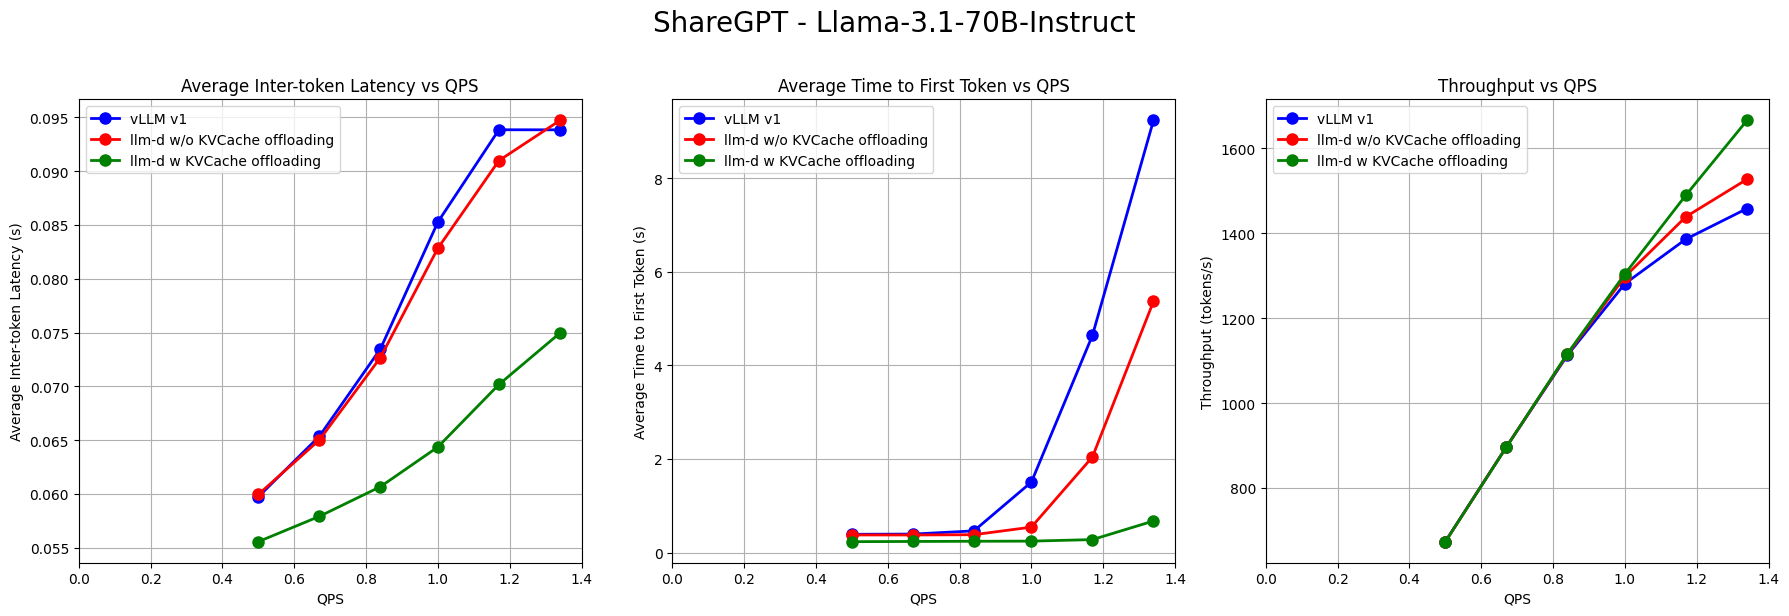 ShareGPT - Llama-3.1-70B-Instruct
Average Inter-token Latency vs QPS
vLLM v1
llm-d w/o KVCache offloading
llm-d w KVCache offloading
Average Inter-token Latency (s)
0.095
0.090
0.085
0.080
0.075
0.070
0.065
0.060
0.055
0.0 0.2 0.4 0.6 0.8 1.0 1.2 1.4
QPS
Average Time to First Token vs QPS
vLLM v1
llm-d w/o KVCache offloading
llm-d w KVCache offloading
Average Time to First Token (s)
8
6
4
2
0
0.0 0.2 0.4 0.6 0.8 1.0 1.2 1.4
QPS
Throughput vs QPS
vLLM v1
llm-d w/o KVCache offloading
llm-d w KVCache offloading
Throughput (tokens/s)
1600
1400
1200
1000
800
0.0 0.2 0.4 0.6 0.8 1.0 1.2 1.4
QPS